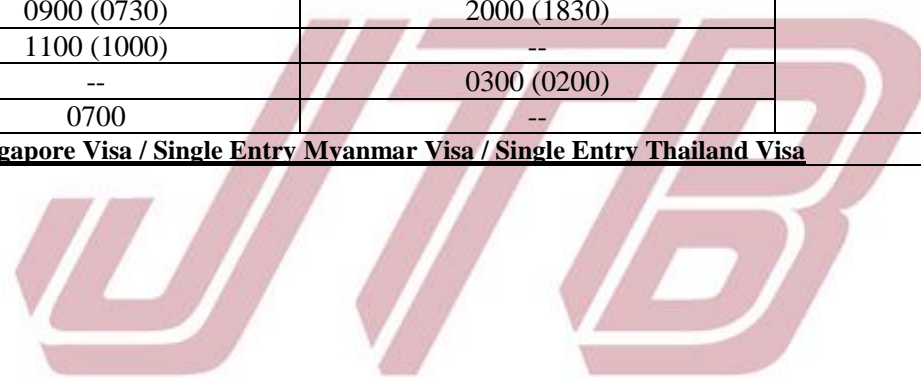 0900 (0730) 2000 (1830)
1100 (1000) --
-- 0300 (0200)
0700 --
gapore Visa / Single Entry Myanmar Visa / Single Entry Thailand Visa
JTB